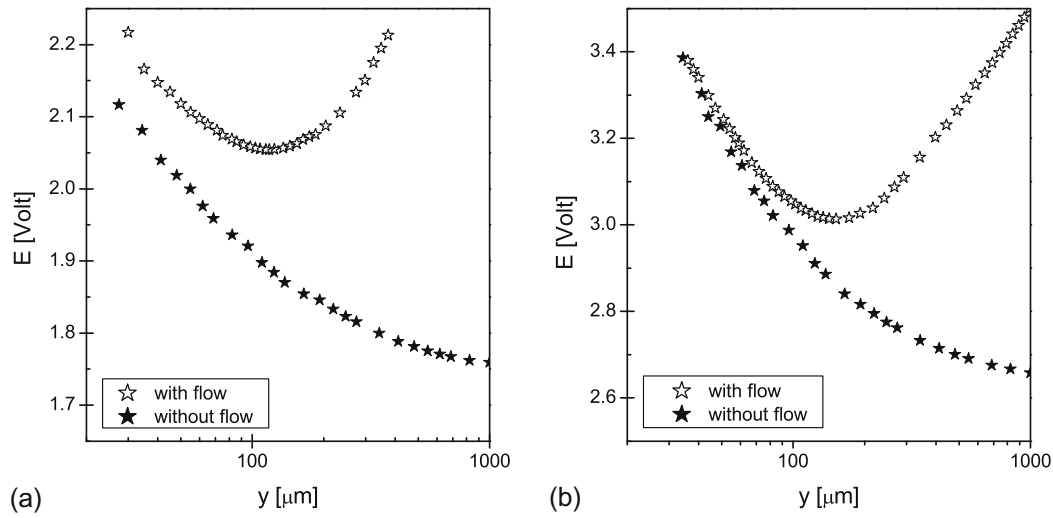 2.2
2.1
2.0
1.9
1.8
1.7
E [Volt]
with flow
without flow
100
1000
y [μm]
(a)
3.4
3.2
3.0
2.8
2.6
E [Volt]
with flow
without flow
100
1000
y [μm]
(b)